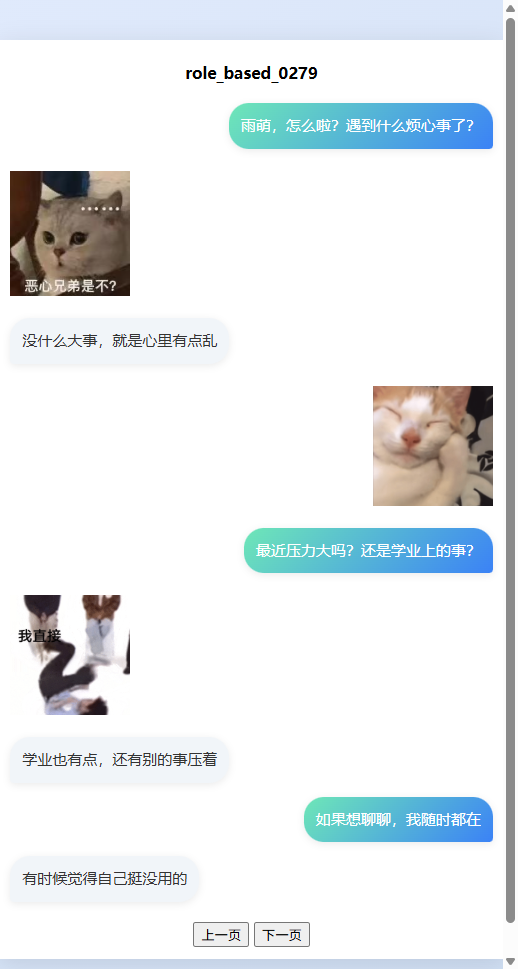 role_based_0279
雨萌，怎么啦？遇到什么烦心事了？
......
恶心兄弟是不?
没什么大事，就是心里有点乱
最近压力大吗？还是学业上的事？
我直接
学业也有点，还有别的事压着
如果想聊聊，我随时都在
有时候觉得自己挺没用的
上一页 下一页